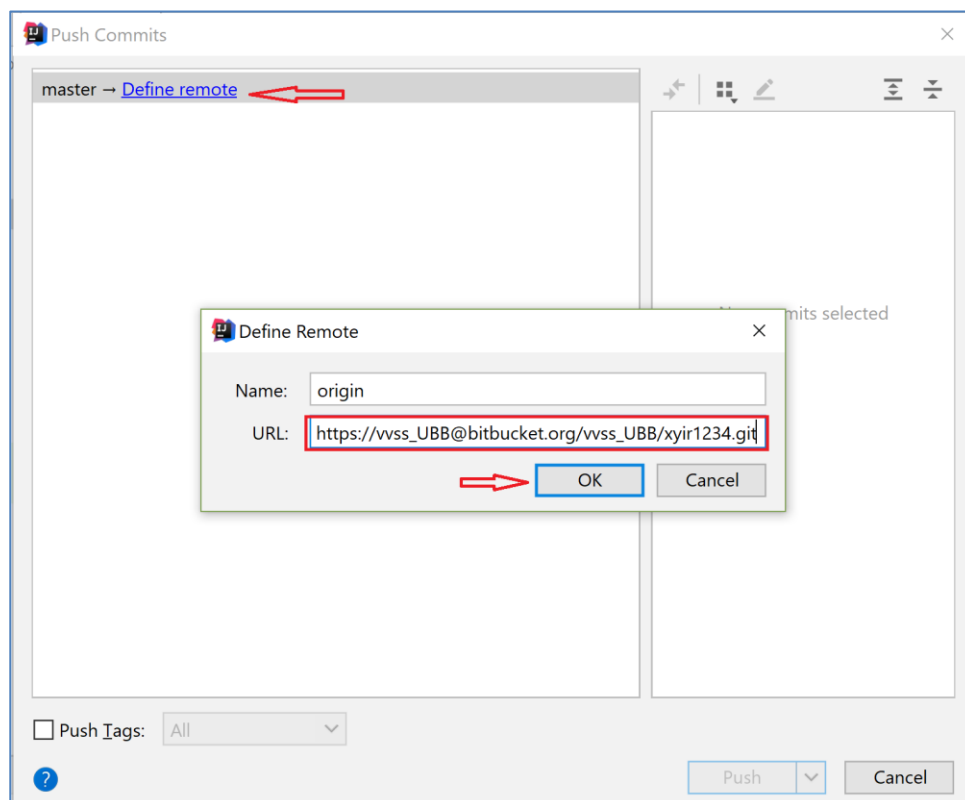 Push Commits
master → Define remote
mits selected
Define Remote
Name: origin
URL: https://vvss_UBB@bitbucket.org/vvss_UBB/xyir1234.git
OK Cancel
Push Tags: All
? Push Cancel